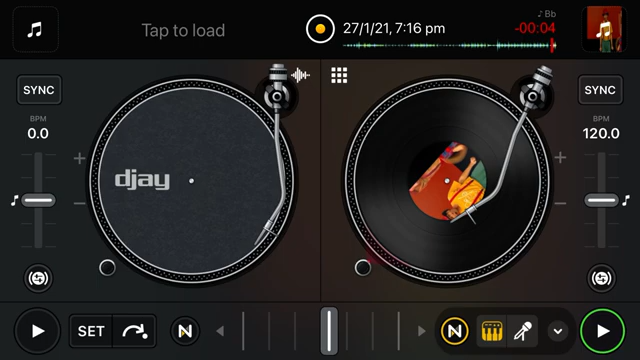 Tap to load
27/1/21, 7:16 pm
Bb
-00:04
SYNC
BPM
0.0
djay
SYNC
BPM
120.0
SET
N
N